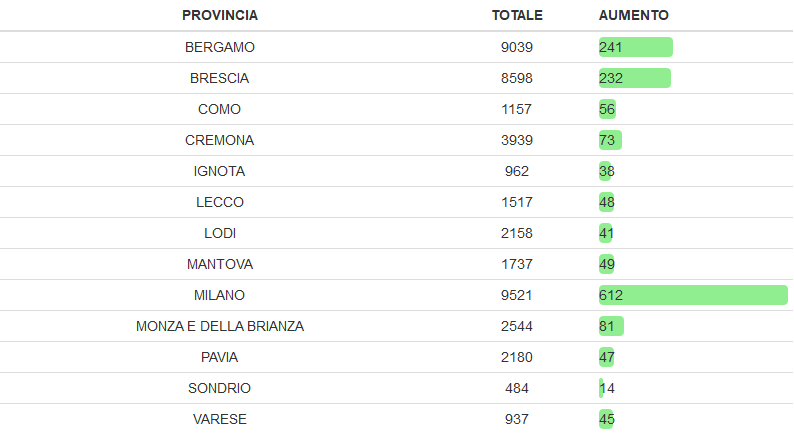 PROVINCIA TOTALE AUMENTO
BERGAMO 9039 241
BRESCIA 8598 232
COMO 1157 56
CREMONA 3939 73
IGNOTA 962 38
LECCO 1517 48
LODI 2158 41
MANTOVA 1737 49
MILANO 9521 612
MONZA E DELLA BRIANZA 2544 81
PAVIA 2180 47
SONDRIO 484 14
VARESE 937 45